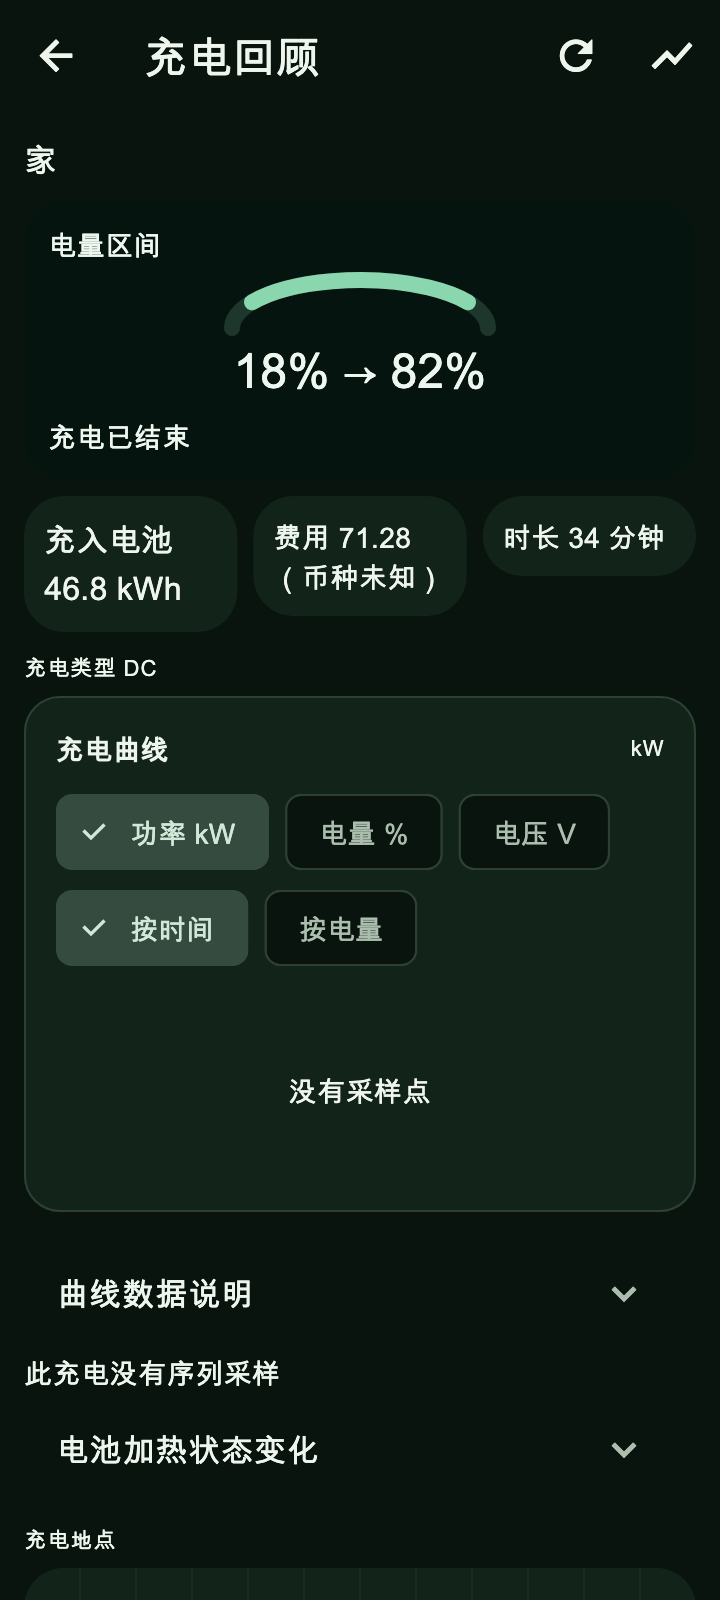 充电回顾
家
电量区间
18% → 82%
充电已结束
充入电池
46.8 kWh
费用 71.28
（币种未知）
时长 34 分钟
充电类型 DC
充电曲线
kW
功率 kW
电量 %
电压 V
按时间
按电量
没有采样点
曲线数据说明
此充电没有序列采样
电池加热状态变化
充电地点